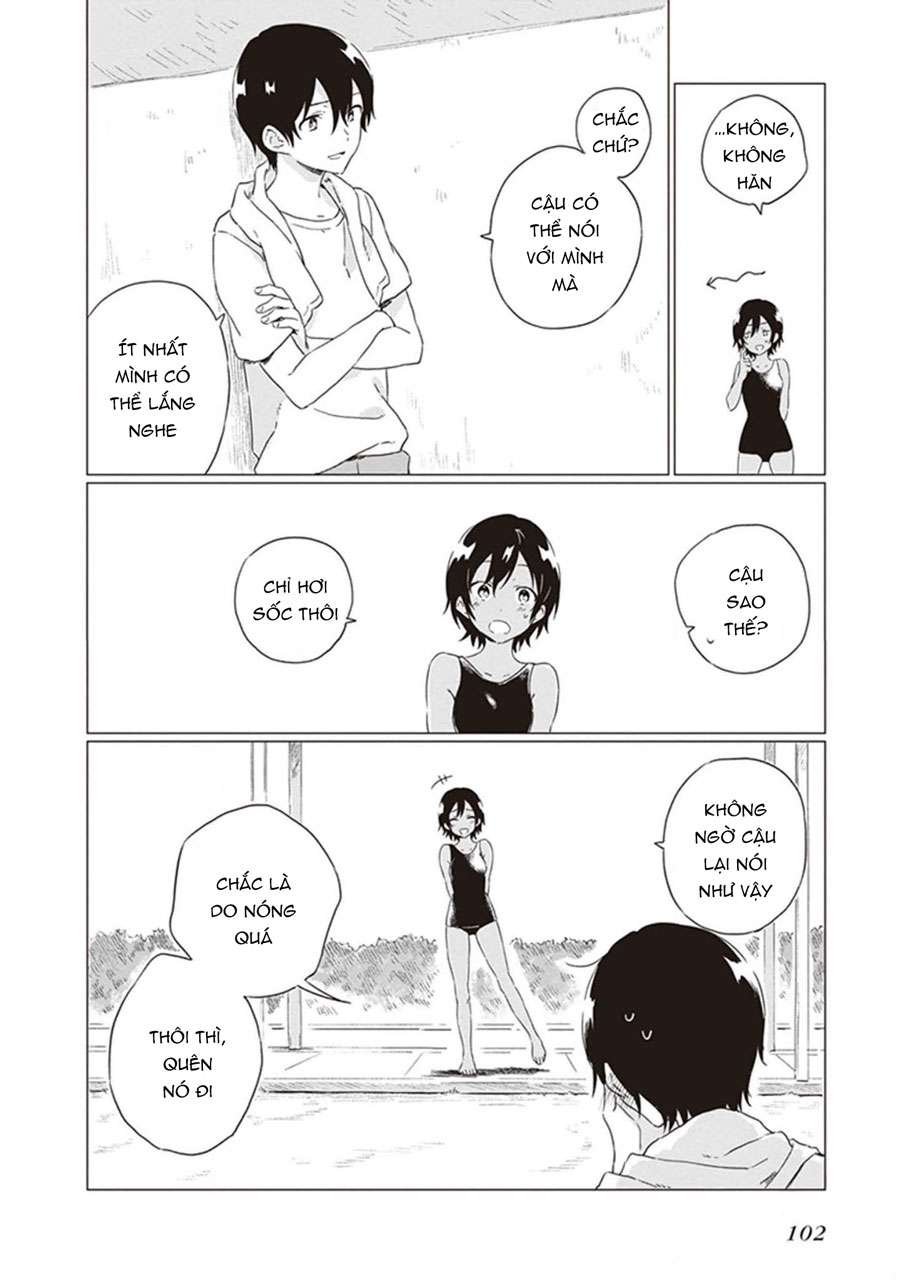 ...KHÔNG,
KHÔNG
HẲN
CHẮC
CHỨ?
CẬU CÓ
THỂ NÓI
VỚI MÌNH
MÀ
ÍT NHẤT
MÌNH CÓ
THỂ LẮNG
NGHE
CẬU
SAO
THẾ?
CHỈ HƠI
SỐC THÔI
KHÔNG
NGỜ CẬU
LẠI NÓI
NHƯ VẬY
CHẮC LÀ
DO NÓNG
QUÁ
THÔI THÌ,
QUÊN
NÓ ĐI
102